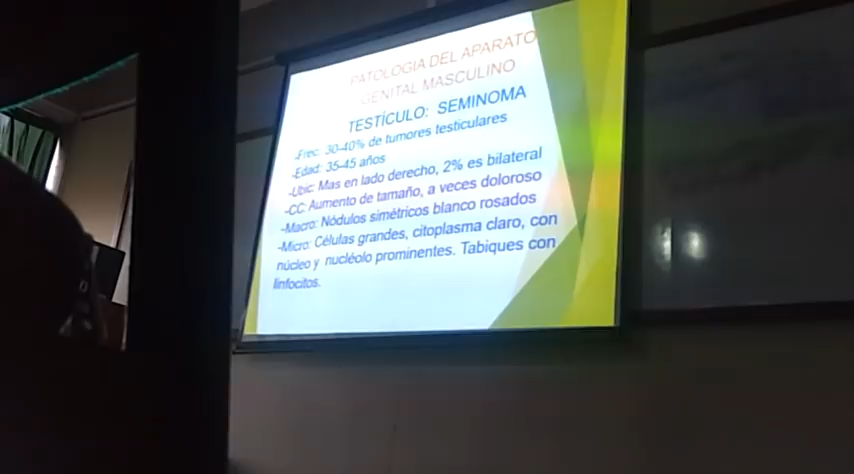 PATOLOGIA DEL APARATO
GENITAL MASCULINO
TESTÍCULO: SEMINOMA
-Frec: 30-40% de tumores testiculares
-Edad: 35-45 años
-Ubic: Mas en lado derecho, 2% es bilateral
-CC: Aumento de tamaño, a veces doloroso
-Macro: Nódulos simétricos blanco rosados
-Micro: Células grandes, citoplasma claro, con
núcleo y nucléolo prominentes. Tabiques con
linfocitos.